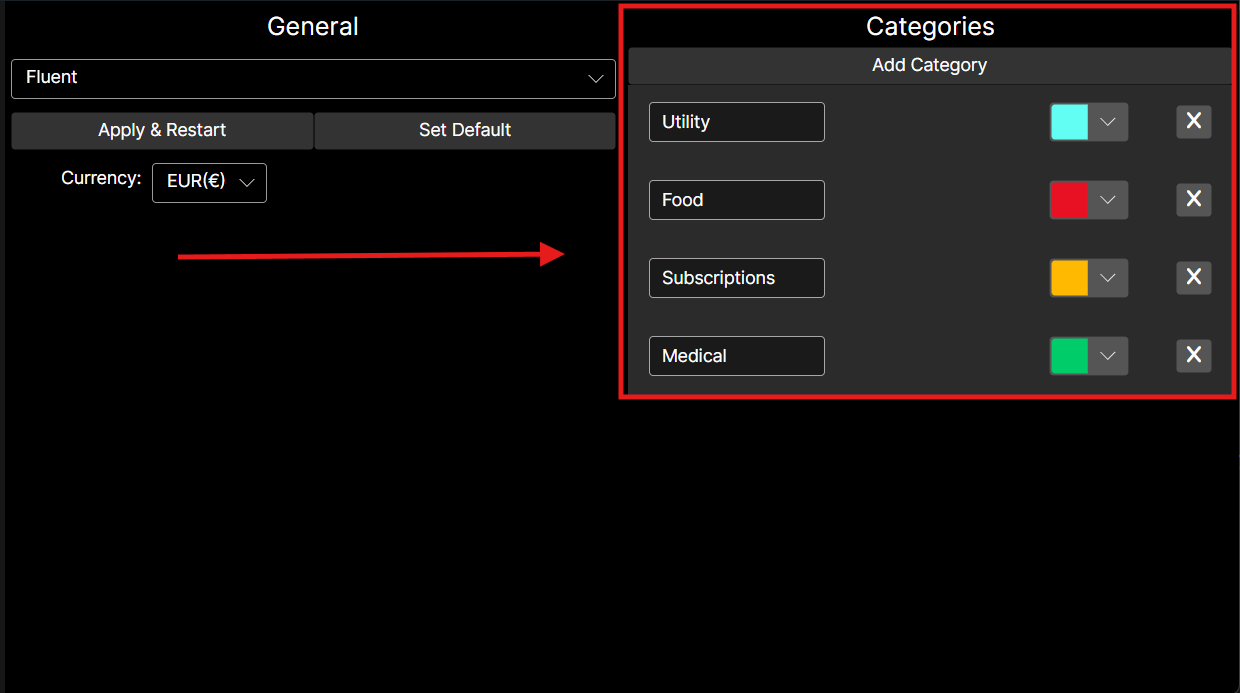 General
Fluent
Apply & Restart
Set Default
Currency:
EUR(€)
Categories
Add Category
Utility
X
Food
X
Subscriptions
X
Medical
X